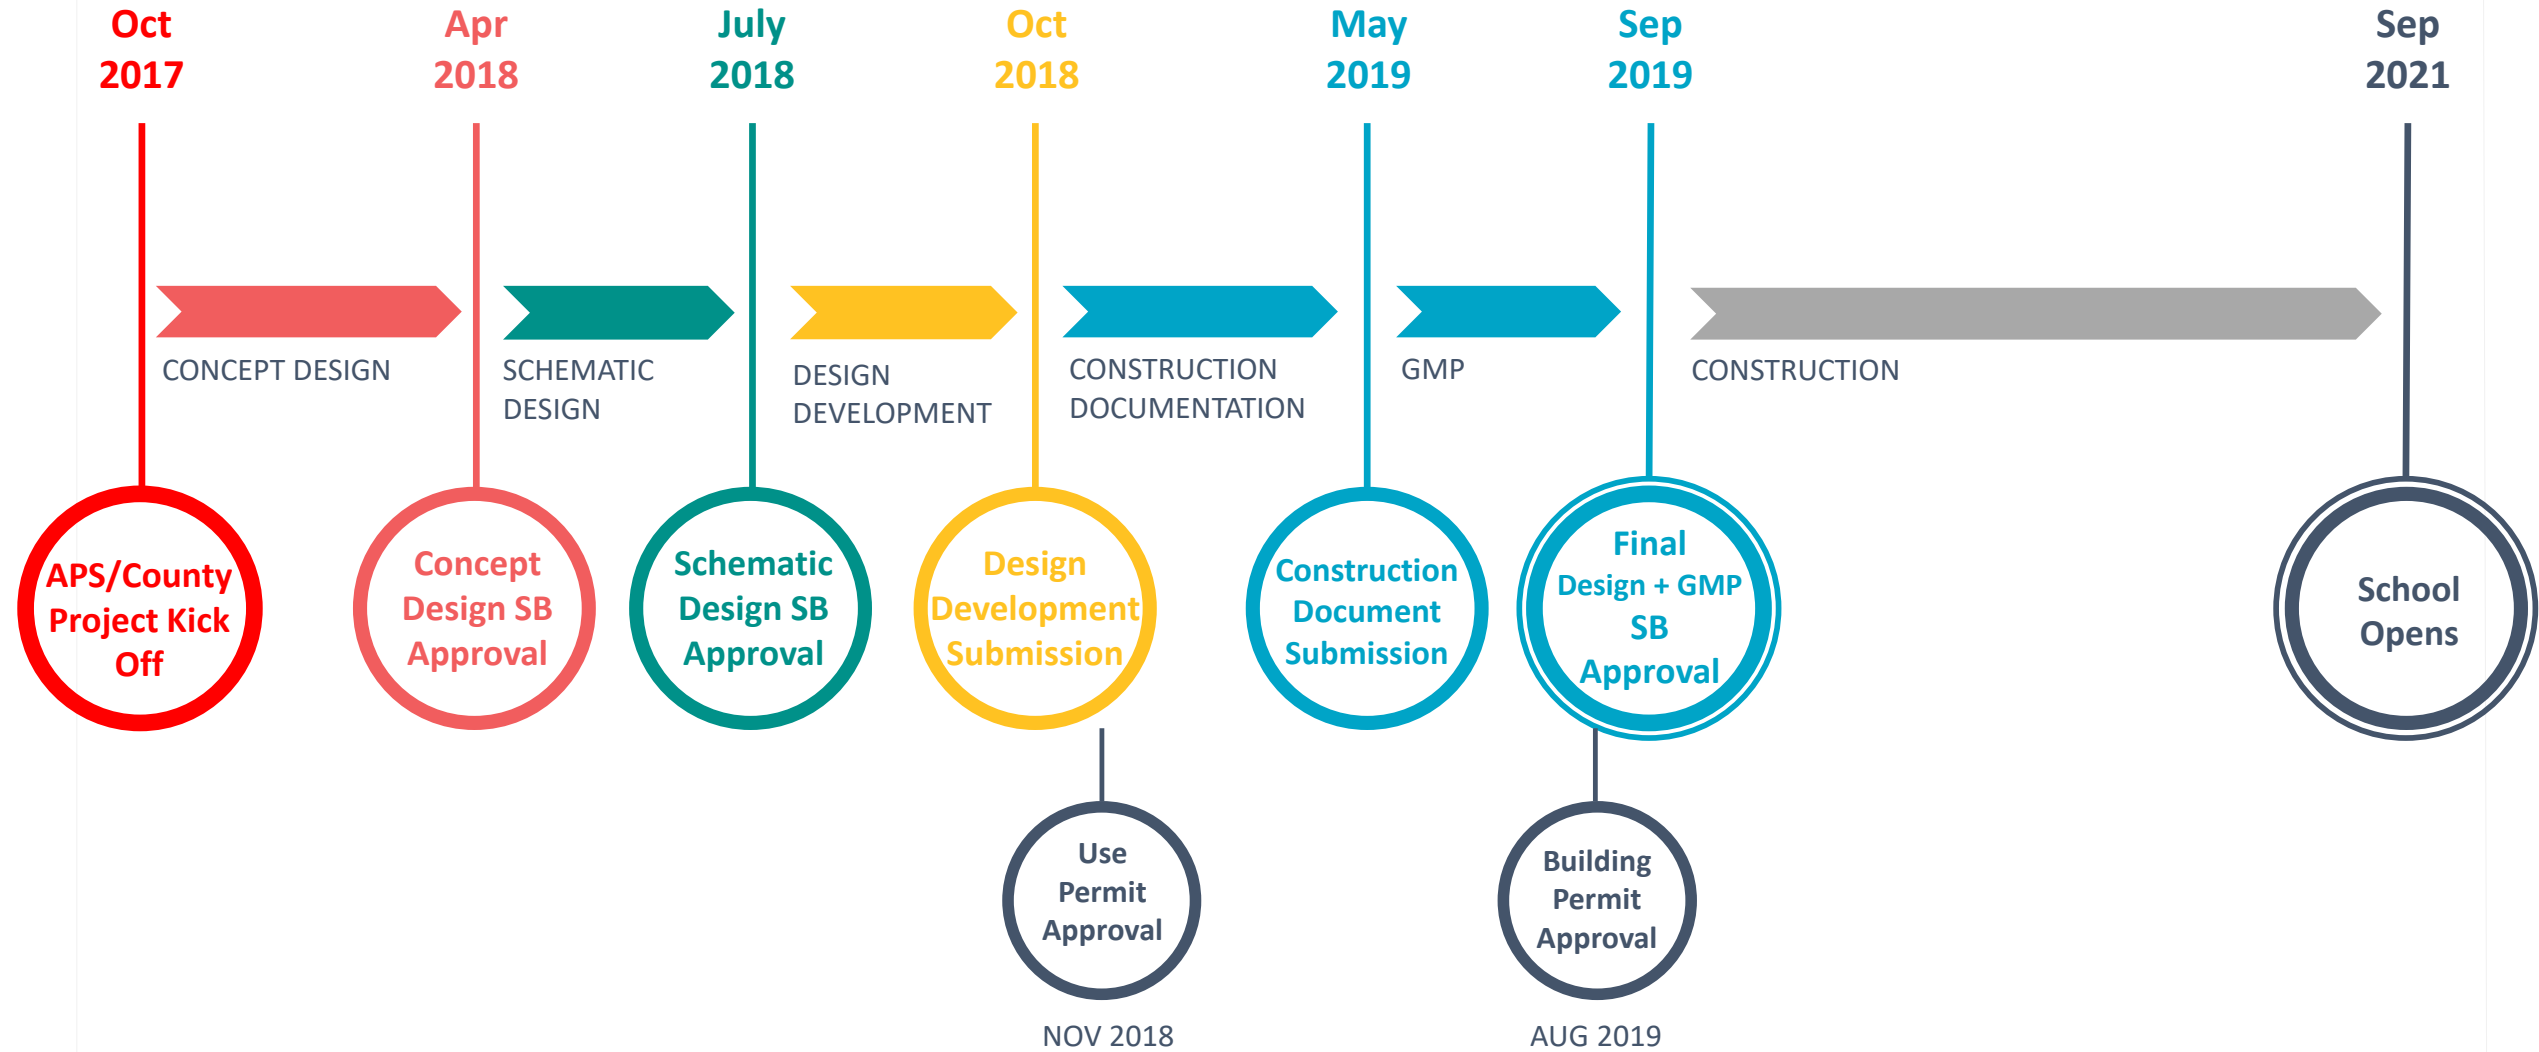 Oct
2017
Apr
2018
July
2018
Oct
2018
May
2019
Sep
2019
Sep
2021
CONCEPT DESIGN
SCHEMATIC
DESIGN
DESIGN
DEVELOPMENT
CONSTRUCTION
DOCUMENTATION
GMP
CONSTRUCTION
APS/County
Project Kick
Off
Concept
Design SB
Approval
Schematic
Design SB
Approval
Design
Development
Submission
Construction
Document
Submission
Final
Design + GMP
SB
Approval
School
Opens
Use
Permit
Approval
NOV 2018
Building
Permit
Approval
AUG 2019